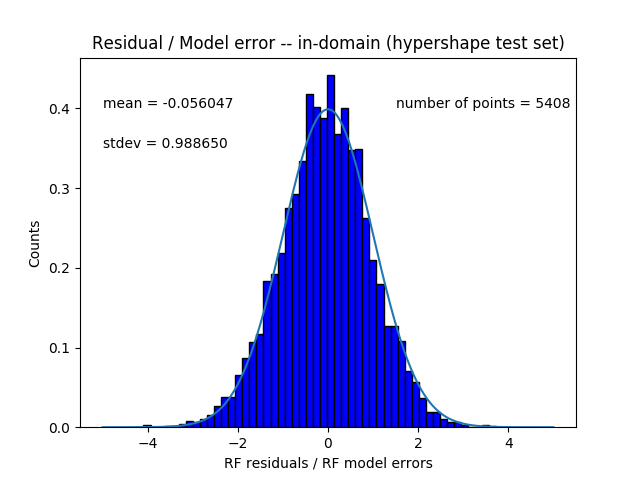 Residual / Model error -- in-domain (hypershape test set)
mean = -0.056047
number of points = 5408
stdev = 0.988650
Counts
0.4
0.3
0.2
0.1
0.0
−4
−2
0
2
4
RF residuals / RF model errors